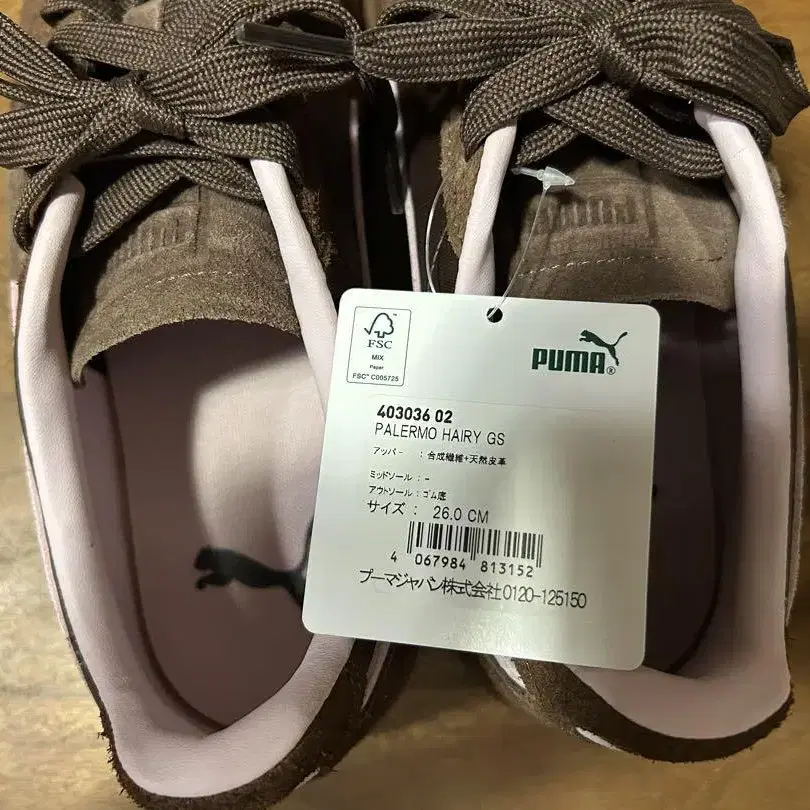 PUMA
FSC
MIX
Paper
FSC™ C005725
PUMA®
403036 02
PALERMO HAIRY GS
アッパー :合成繊維+天然皮革
ミッドソール:-
アウトソール:ゴム底
サイズ: 26.0 CM
4 067984 813152
プーマジャパン株式会社0120-125150